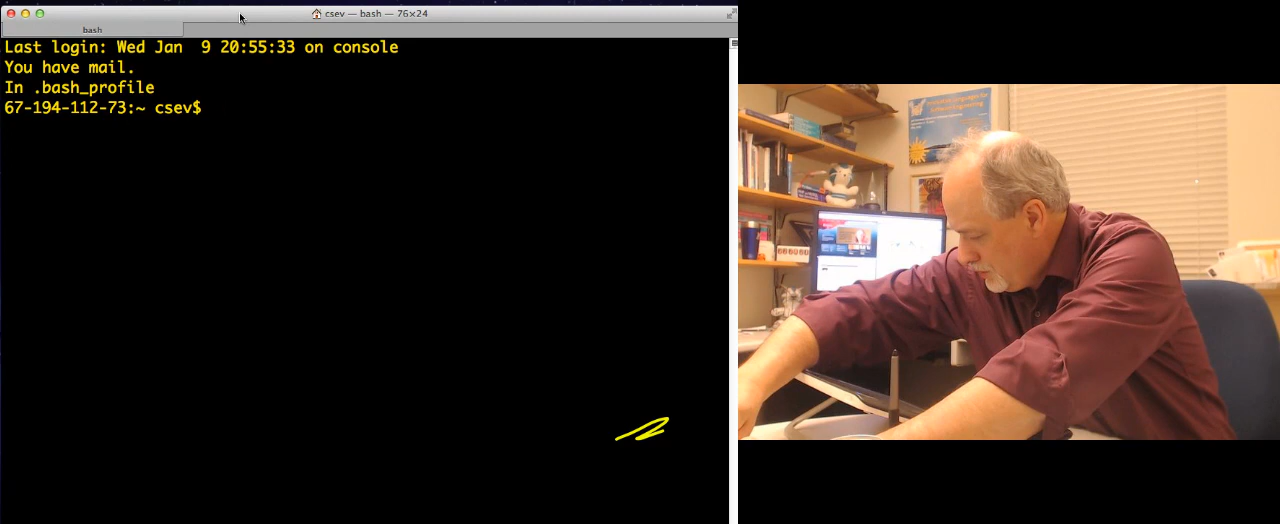 csev — bash — 76×24
bash
Last login: Wed Jan  9 20:55:33 on console
You have mail.
In .bash_profile
67-194-112-73:~ csev$